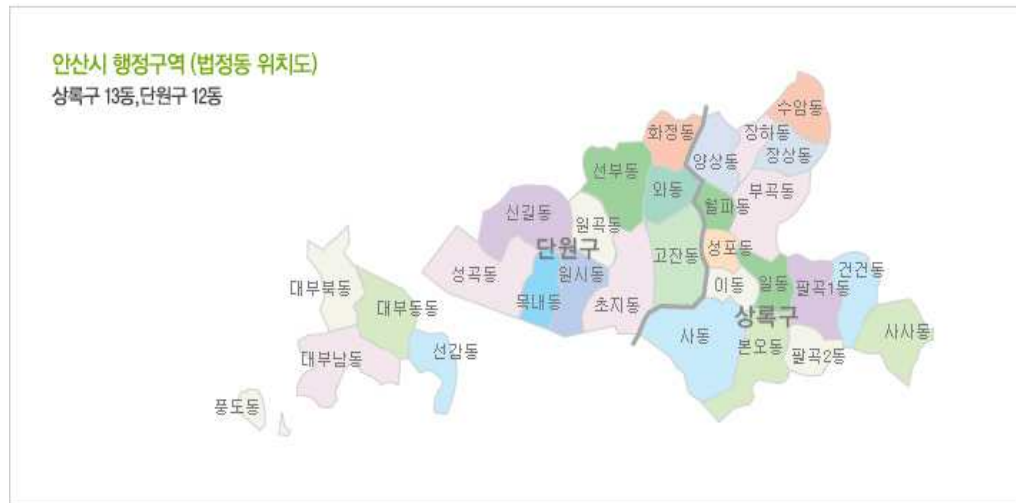 안산시 행정구역 (법정동 위치도)
상록구 13동,단원구 12동
수암동
화정동
장하동
양상동
장상동
선부동
외동
부곡동
월파동
신길동
원곡동
단원구
성포동
고잔동
성곡동
원시동
건건동
이동
일동
팔곡1동
대부북동
목내동
초지동
대부동동
상록구
사동
사사동
본오동
선감동
대부남동
팔곡2동
풍도동